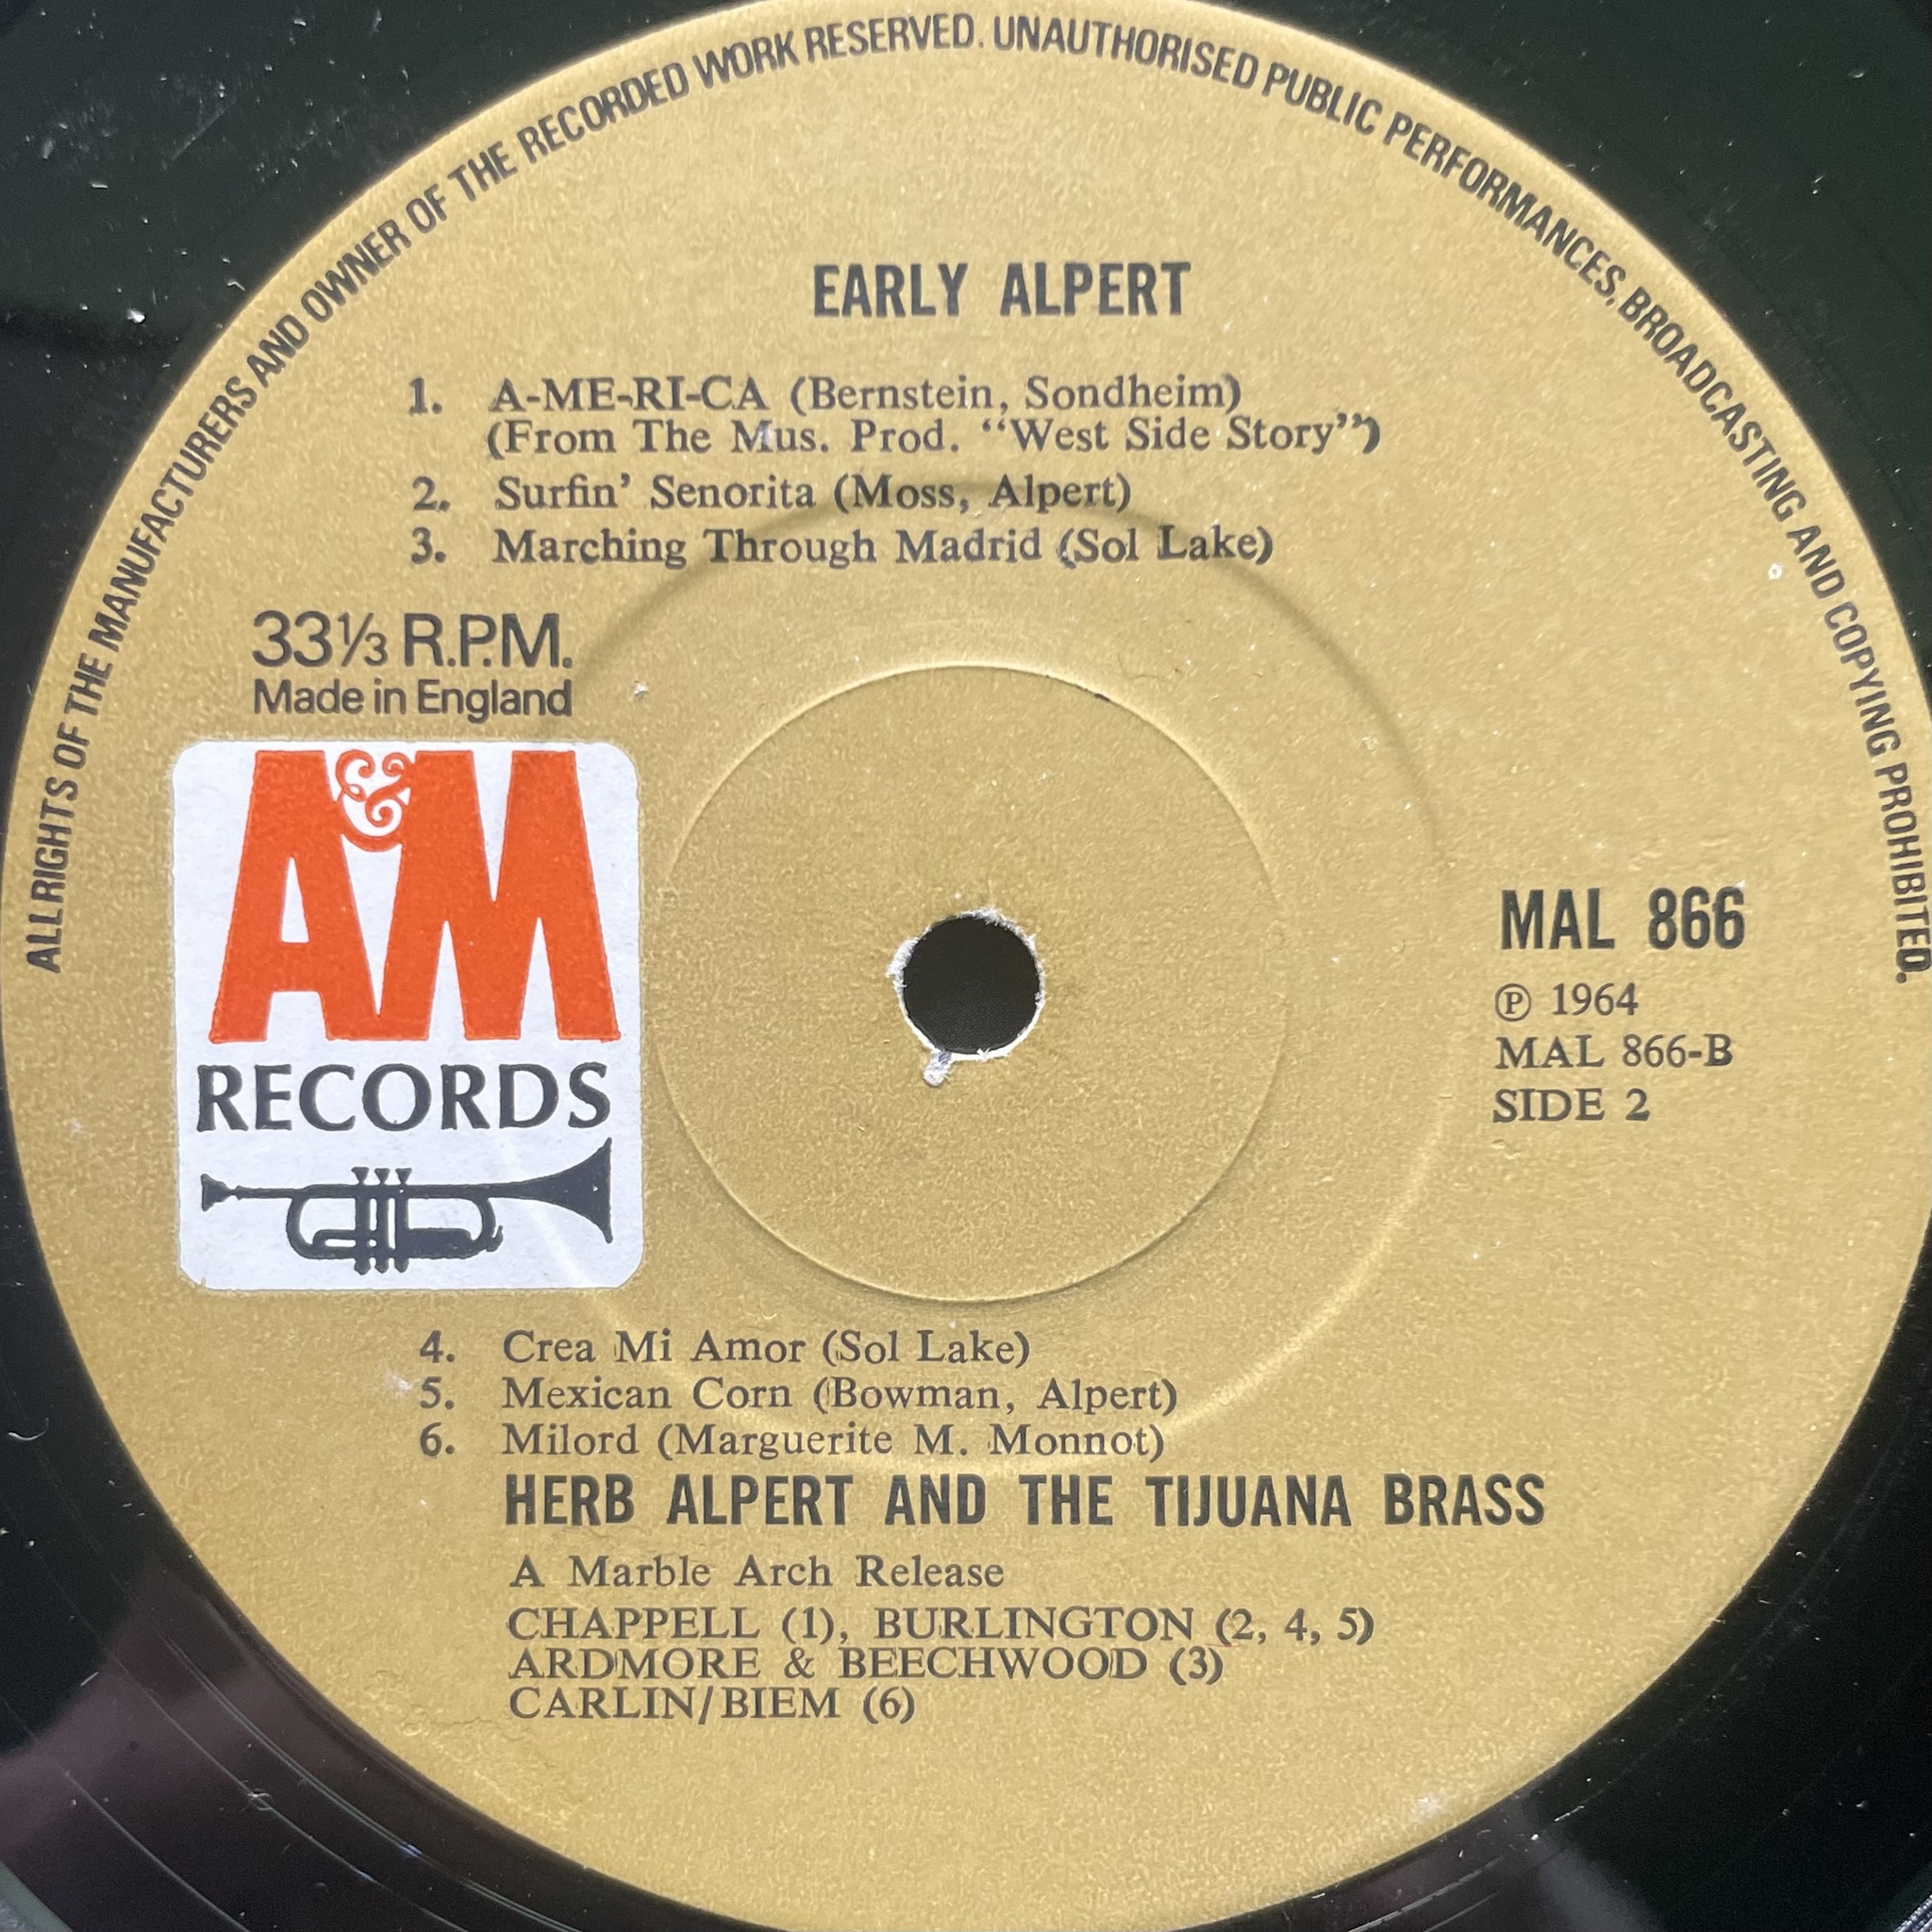 ALL RIGHTS OF THE MANUFACTURERS AND OWNER OF THE RECORDED WORK RESERVED. UNAUTHORISED PUBLIC PERFORMANCES, BROADCASTING AND COPYING PROHIBITED.
EARLY ALPERT
1. A-ME-RI-CA (Bernstein, Sondheim)
(From The Mus. Prod. “West Side Story”)
2. Surfin’ Senorita (Moss, Alpert)
3. Marching Through Madrid (Sol Lake)
33⅓ R.P.M.
Made in England
A&M
RECORDS
MAL 866
℗ 1964
MAL 866-B
SIDE 2
4. Crea Mi Amor (Sol Lake)
5. Mexican Corn (Bowman, Alpert)
6. Milord (Marguerite M. Monnot)
HERB ALPERT AND THE TIJUANA BRASS
A Marble Arch Release
CHAPPELL (1), BURLINGTON (2, 4, 5)
ARDMORE & BEECHWOOD (3)
CARLIN/BIEM (6)